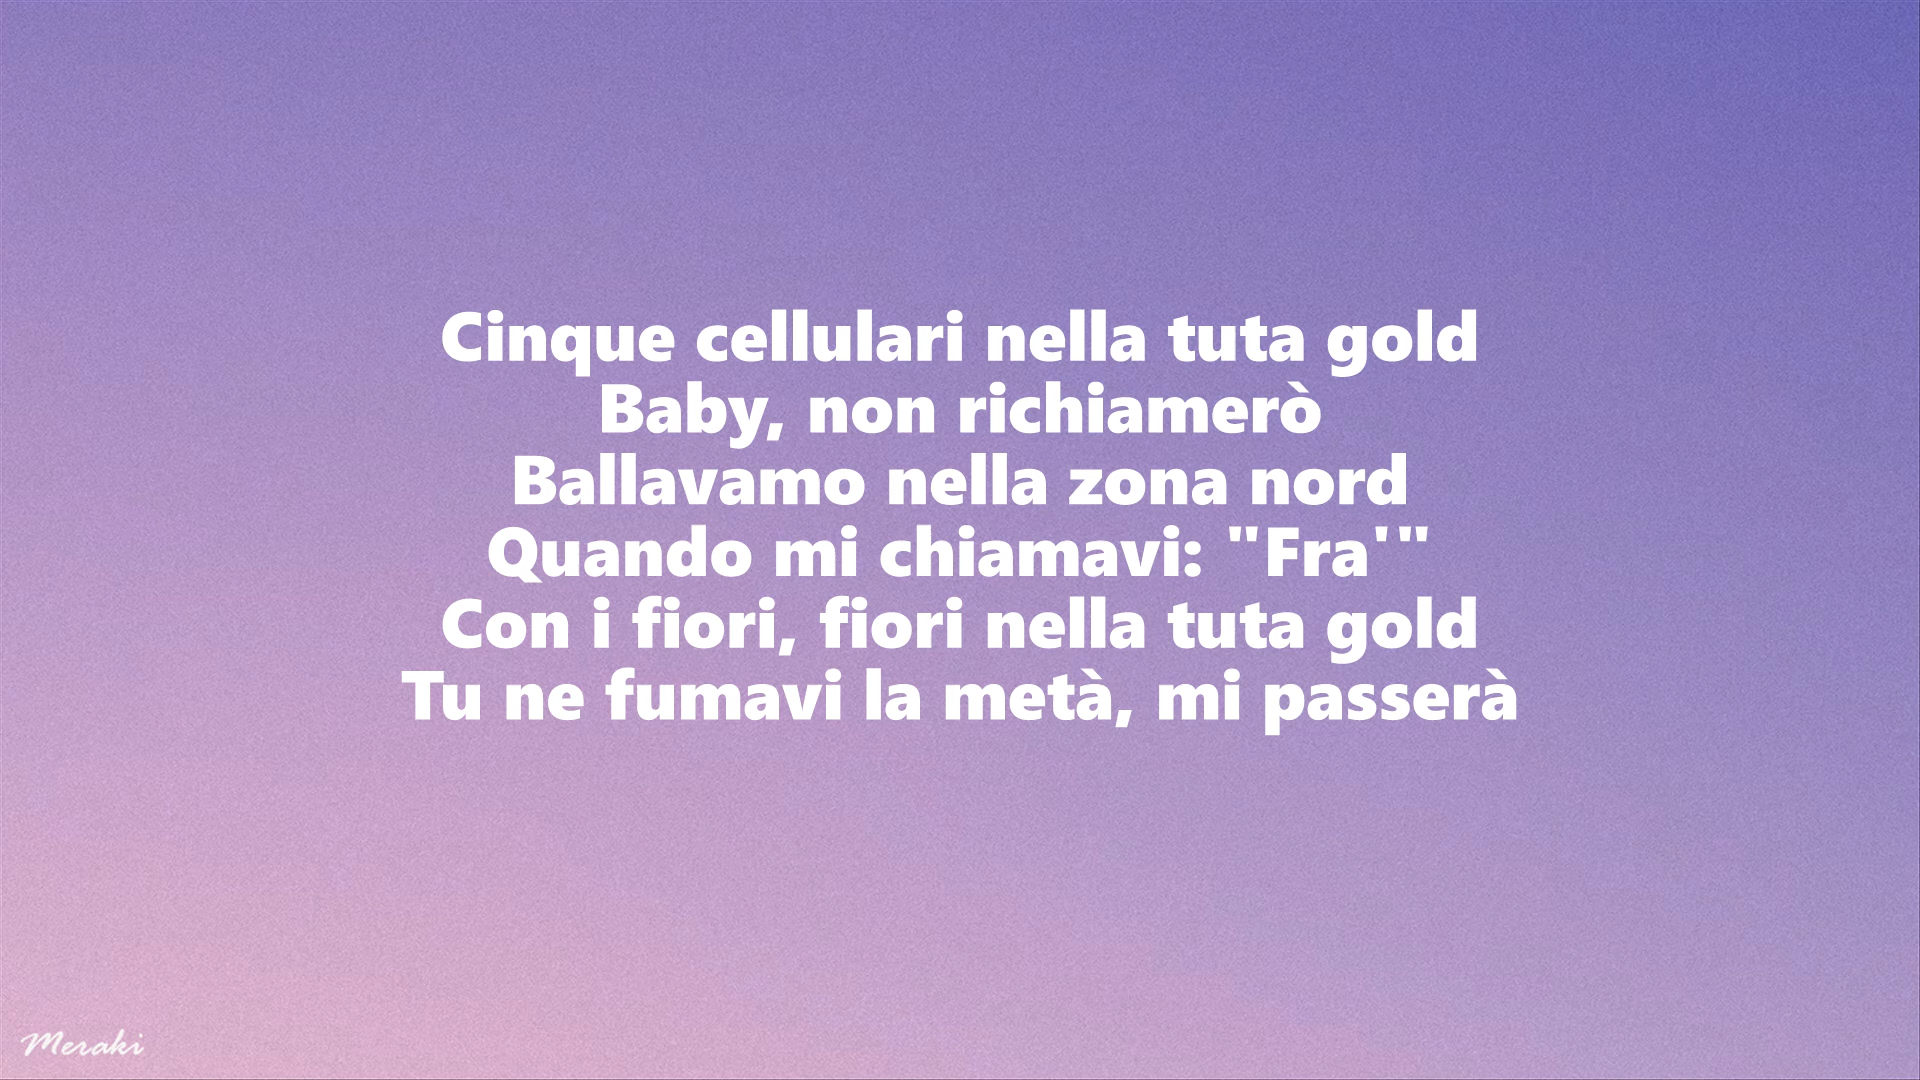 Cinque cellulari nella tuta gold
Baby, non richiamerò
Ballavamo nella zona nord
Quando mi chiamavi: "Fra'"
Con i fiori, fiori nella tuta gold
Tu ne fumavi la metà, mi passerà
Meraki